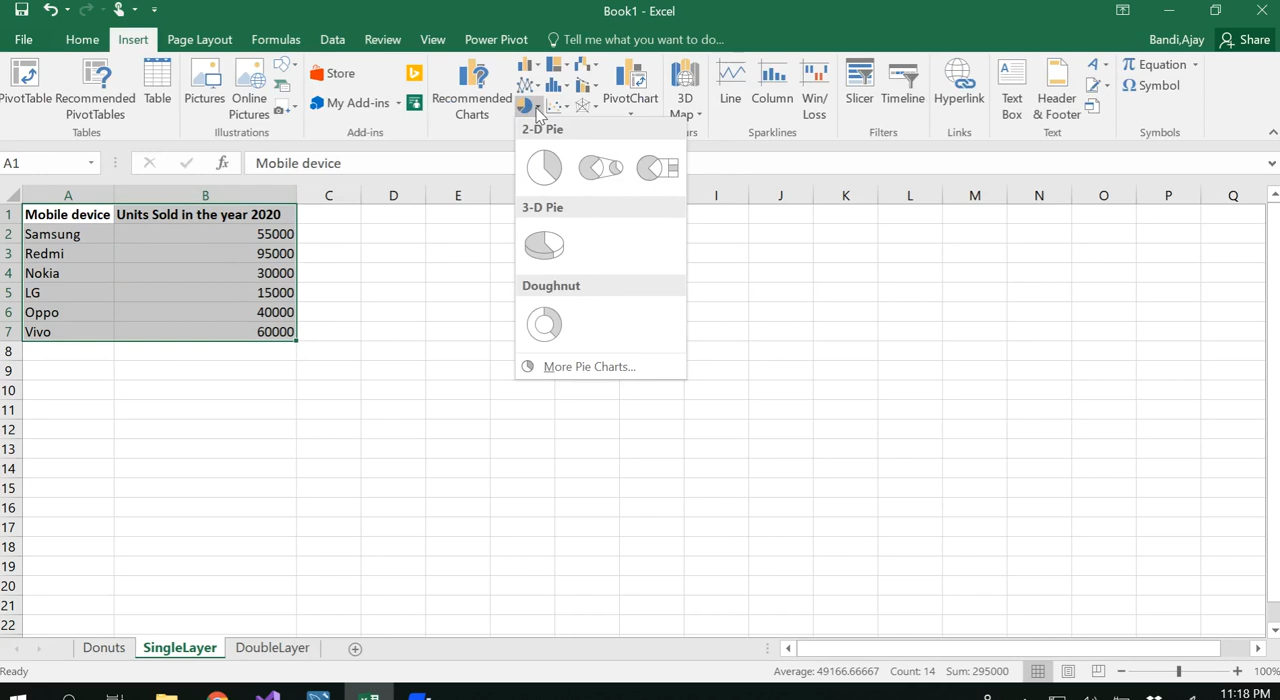 Book1 - Excel
File Home Insert Page Layout Formulas Data Review View Power Pivot Tell me what you want to do... Bandi,Ajay Share
PivotTable Recommended PivotTables Table
Pictures Online Pictures
Store
My Add-ins
Recommended Charts
PivotChart
3D Map
Line Column Win/Loss
Slicer Timeline
Hyperlink
Text Box Header & Footer
Equation
Symbol
Tables Illustrations Add-ins Sparklines Filters Links Text Symbols
A1 fx Mobile device
2-D Pie
3-D Pie
Doughnut
More Pie Charts...
A B C D E I J K L M N O P Q
1 Mobile device Units Sold in the year 2020
2 Samsung 55000
3 Redmi 95000
4 Nokia 30000
5 LG 15000
6 Oppo 40000
7 Vivo 60000
8
9
10
11
12
13
14
15
16
17
18
19
20
21
22
Donuts SingleLayer DoubleLayer
Ready Average: 49166.66667 Count: 14 Sum: 295000 100%
11:18 PM